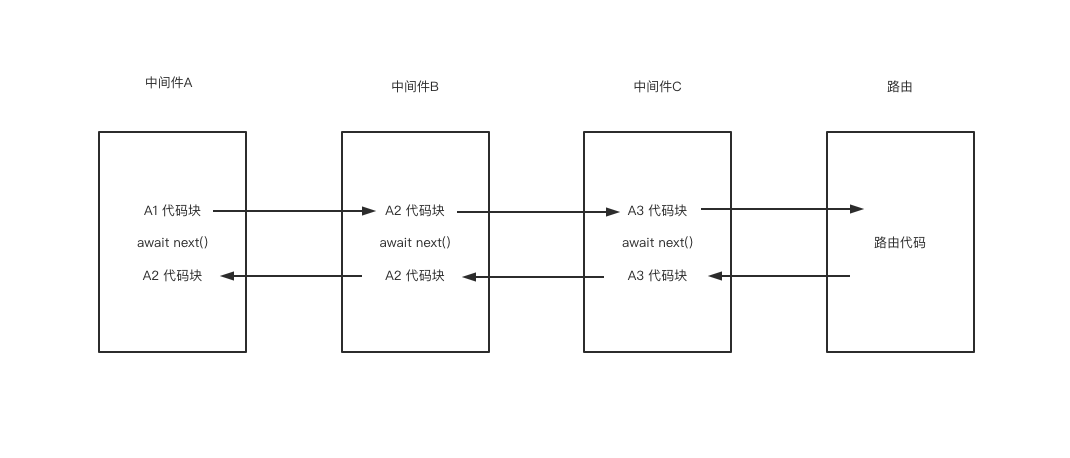 中间件A
中间件B
中间件C
路由
A1 代码块
await next()
A2 代码块
A2 代码块
await next()
A2 代码块
A3 代码块
await next()
A3 代码块
路由代码